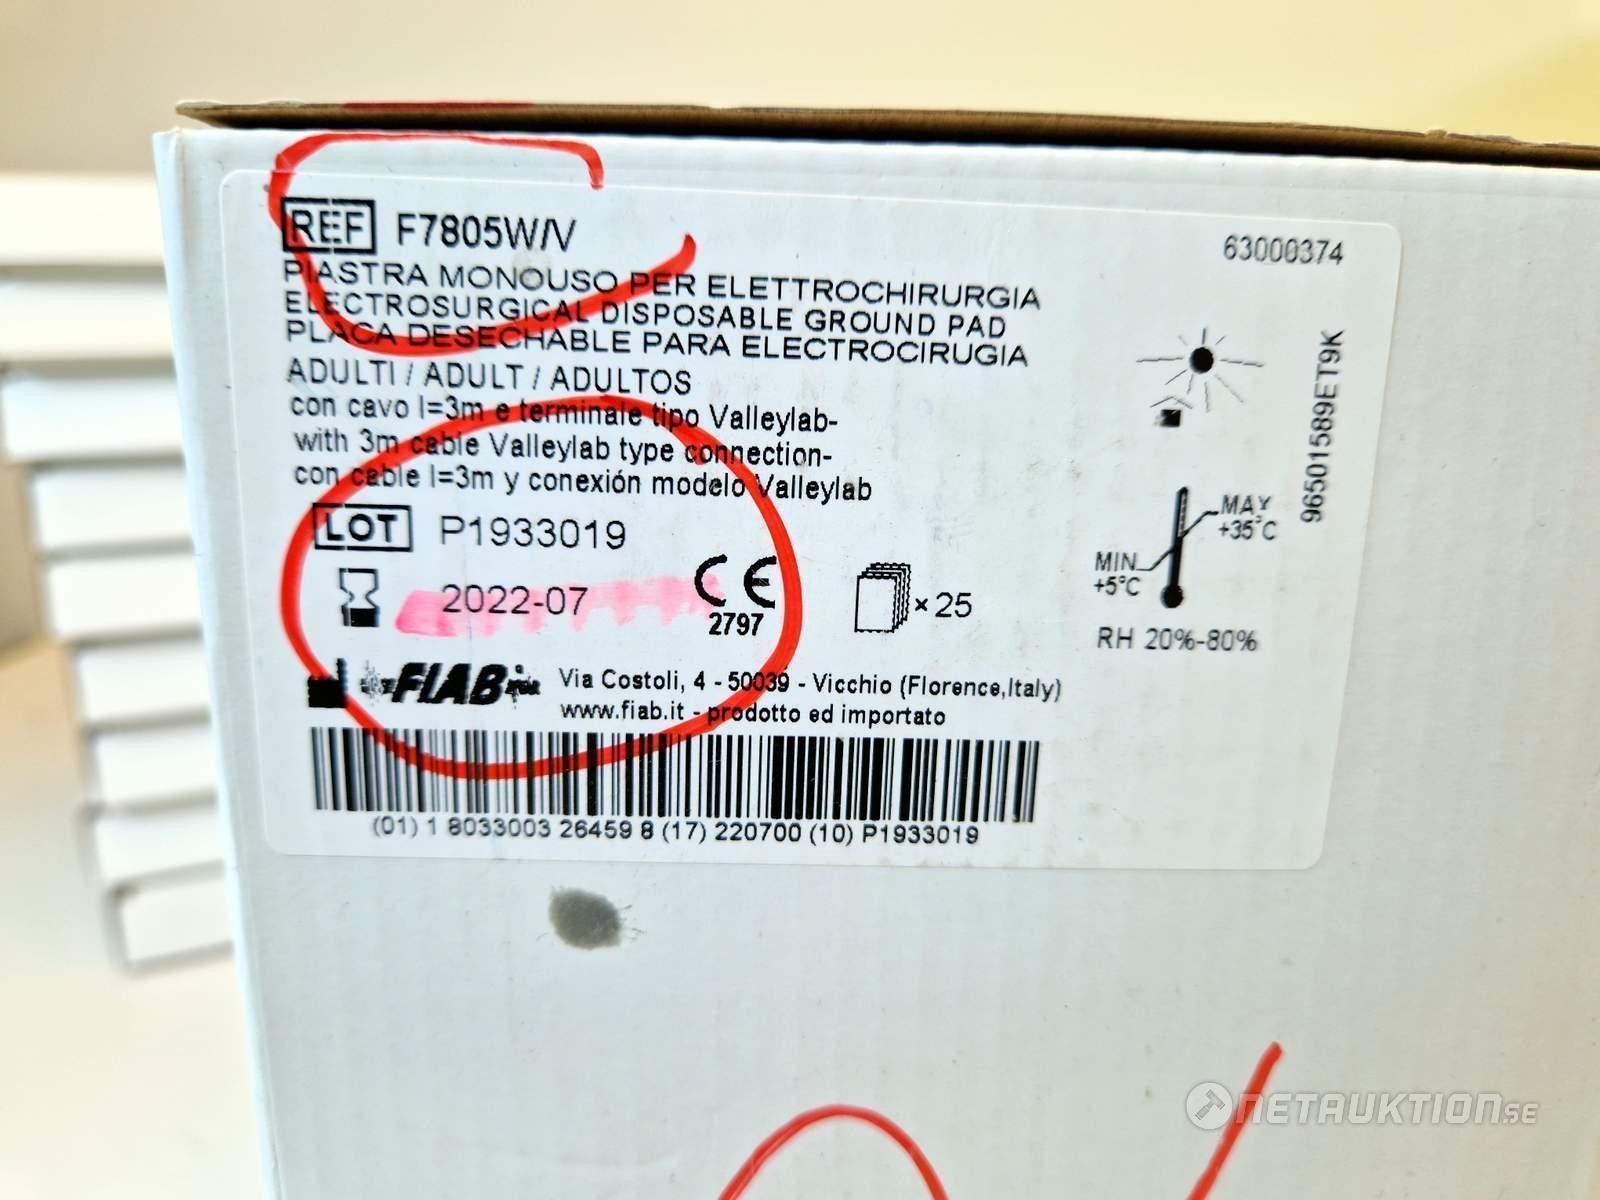 REF F7805W/V
63000374
PIASTRA MONOUSO PER ELETTROCHIRURGIA
ELECTROSURGICAL DISPOSABLE GROUND PAD
PLACA DESECHABLE PARA ELECTROCIRUGIA
ADULTI / ADULT / ADULTOS
con cavo l=3m e terminale tipo Valleylab-
with 3m cable Valleylab type connection-
con cable l=3m y conexión modelo Valleylab
LOT P1933019
2022-07
CE
2797
× 25
MAX
+35°C
MIN
+5°C
RH 20%-80%
96501589ET9K
FIAB
Via Costoli, 4 - 50039 - Vicchio (Florence,Italy)
www.fiab.it - prodotto ed importato
(01) 1 8033003 26459 8 (17) 220700 (10) P1933019
NETAUKTION.SE